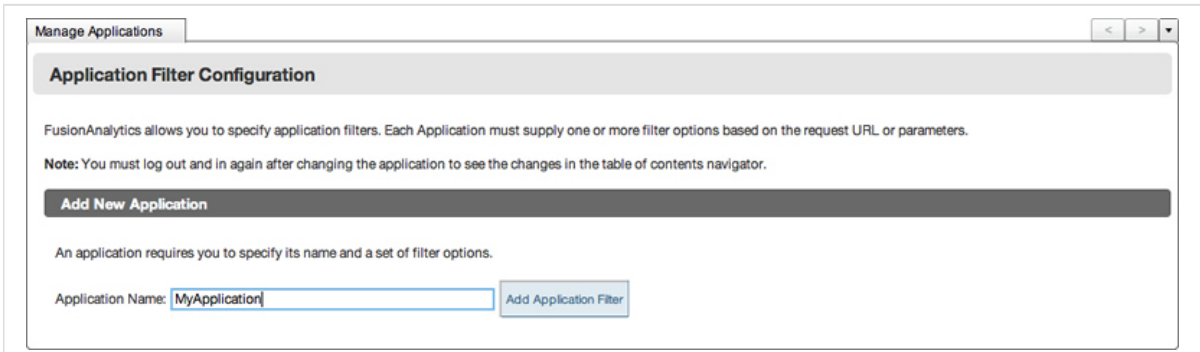 Manage Applications
< >
Application Filter Configuration
FusionAnalytics allows you to specify application filters. Each Application must supply one or more filter options based on the request URL or parameters.
Note: You must log out and in again after changing the application to see the changes in the table of contents navigator.
Add New Application
An application requires you to specify its name and a set of filter options.
Application Name: MyApplication Add Application Filter